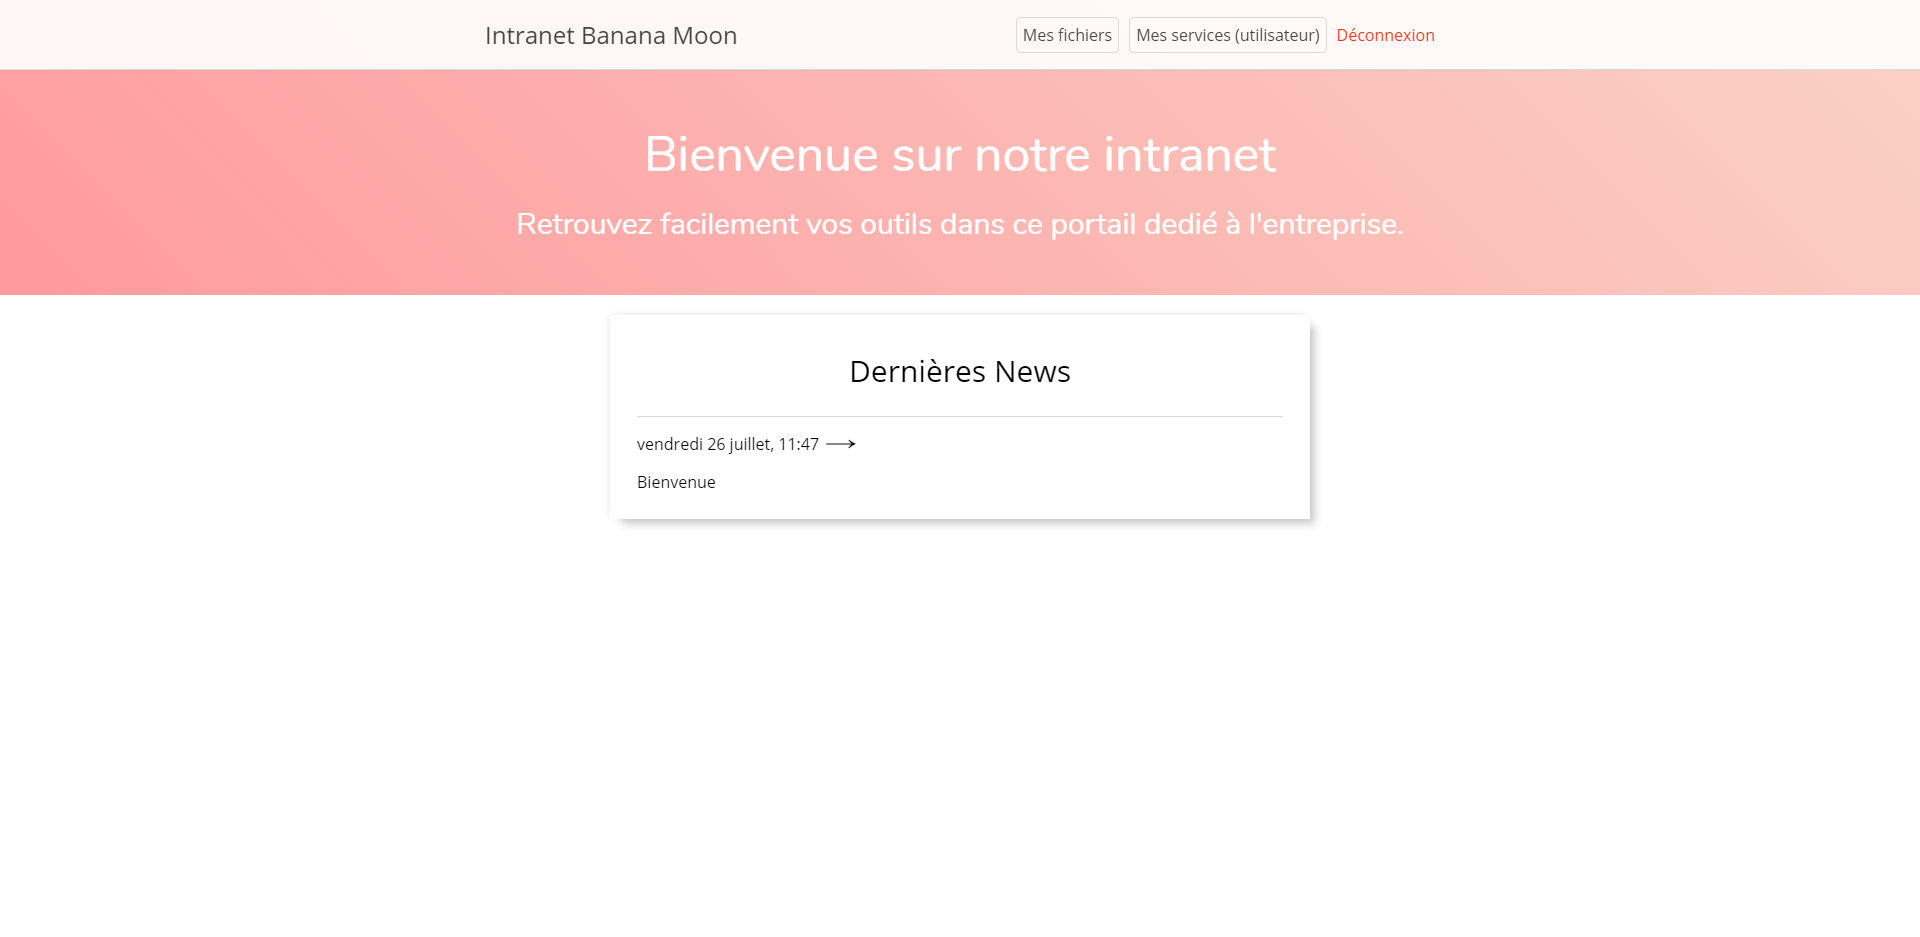 Intranet Banana Moon
Mes fichiers
Mes services (utilisateur)
Déconnexion
Bienvenue sur notre intranet
Retrouvez facilement vos outils dans ce portail dedié à l'entreprise.
Dernières News
vendredi 26 juillet, 11:47 ⟶
Bienvenue